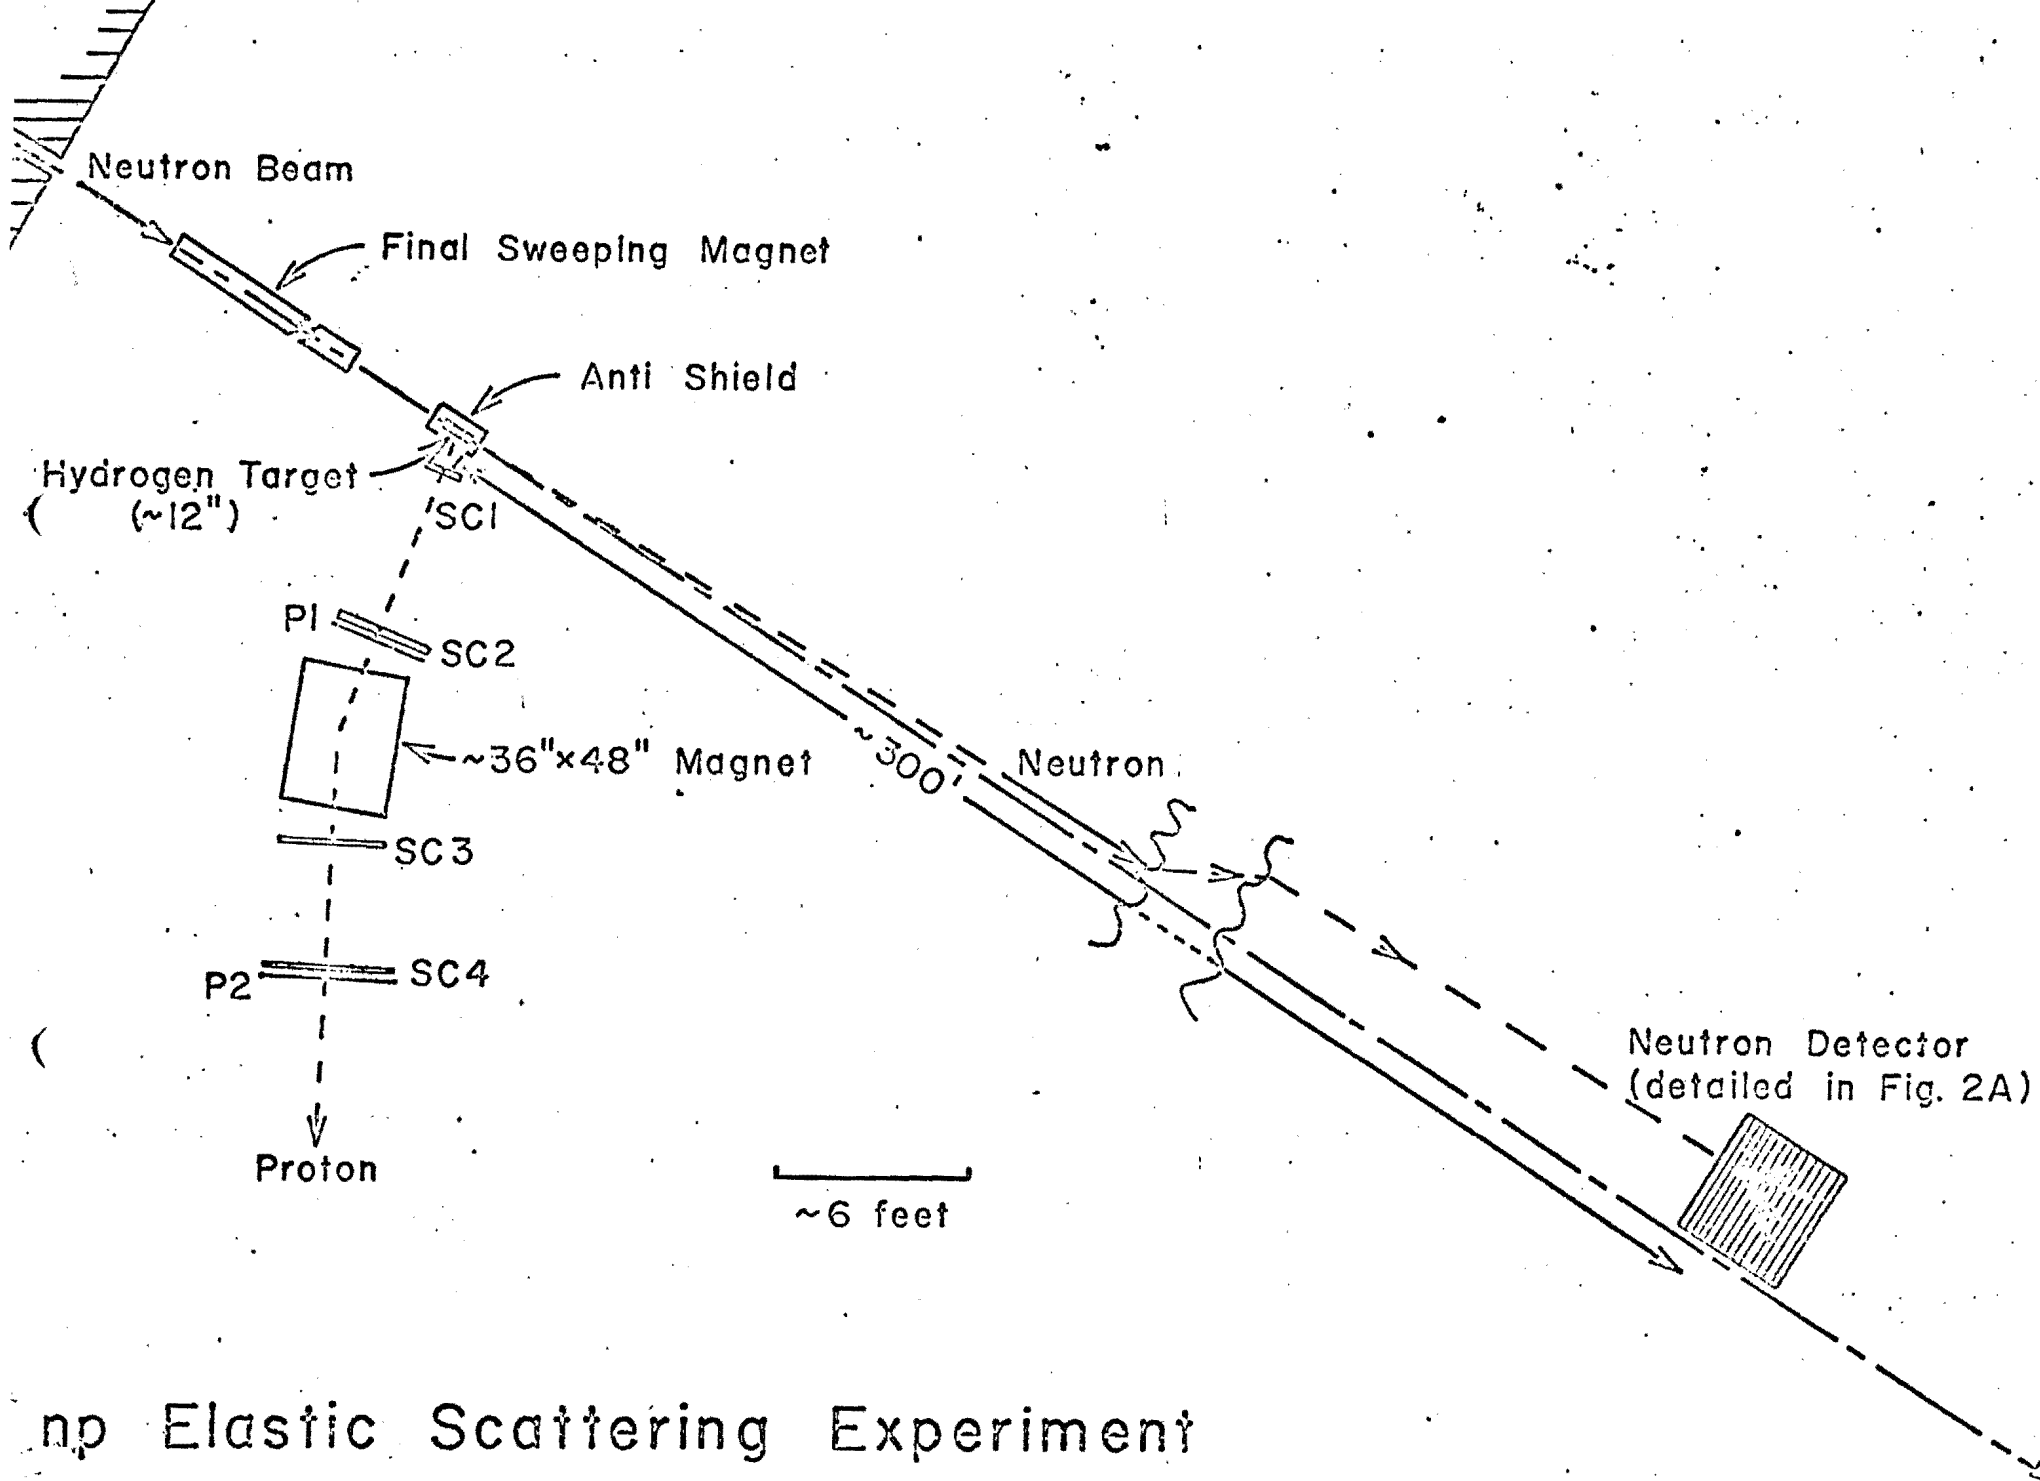 Neutron Beam
Final Sweeping Magnet
Anti Shield
Hydrogen Target
(~12")
SC1
P1
SC2
~36"x48" Magnet
~300'
Neutron
SC3
P2
SC4
Proton
~6 feet
Neutron Detector
(detailed in Fig. 2A)
np Elastic Scattering Experiment